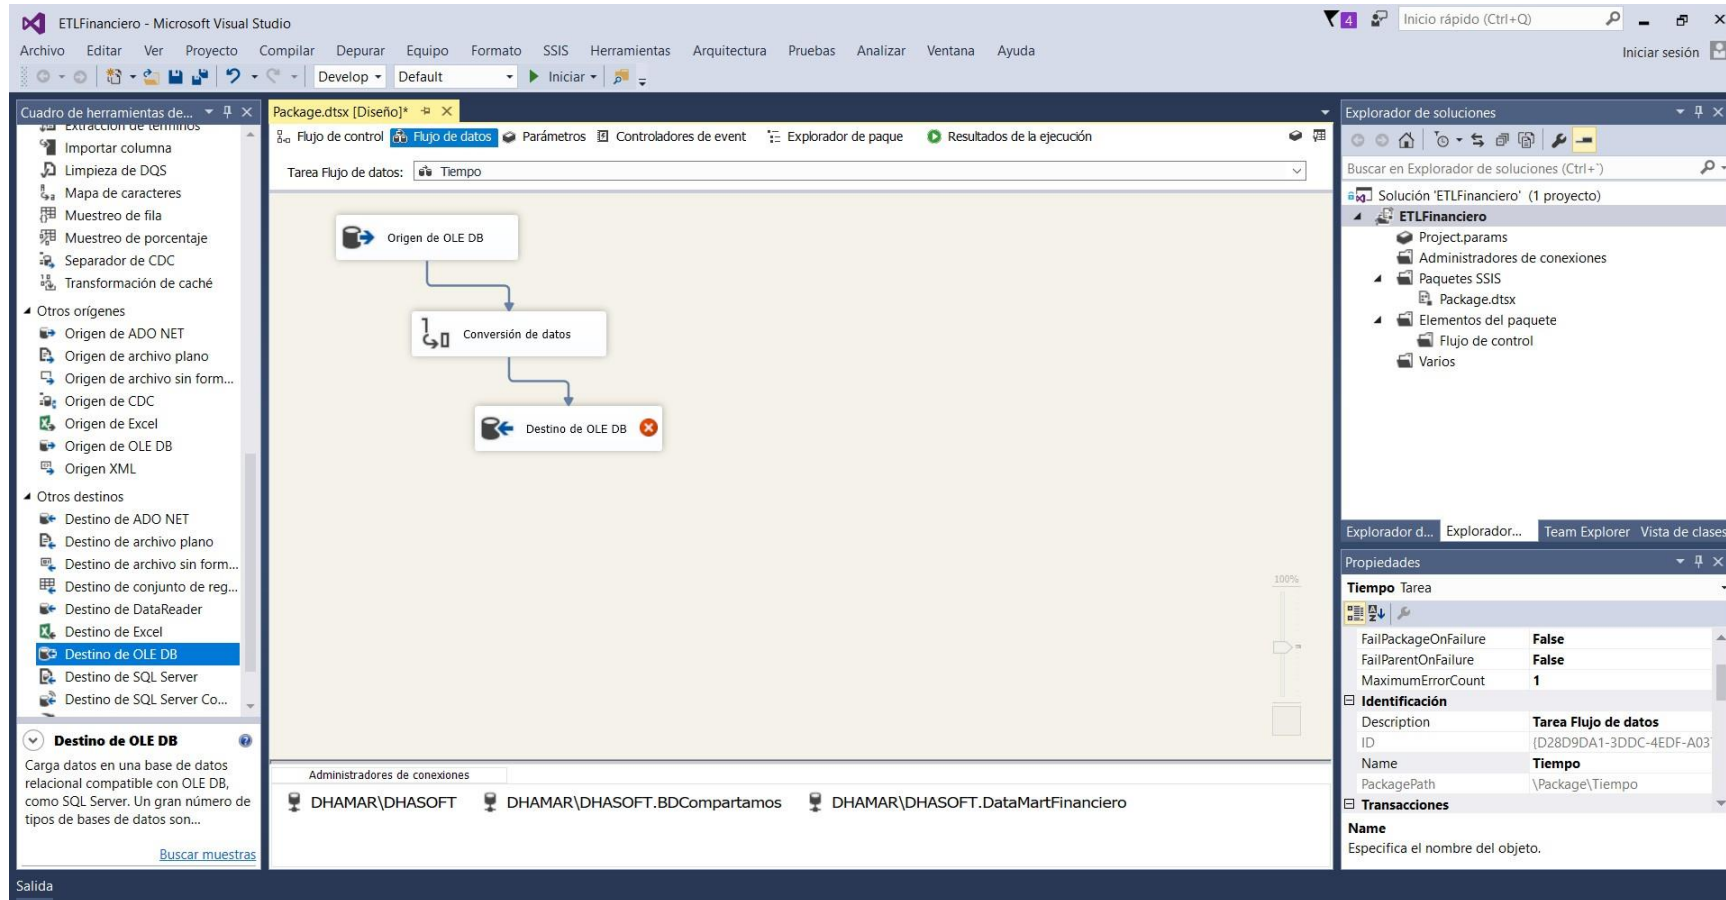 ETLFinanciero - Microsoft Visual Studio
4
Inicio rápido (Ctrl+Q)
Archivo Editar Ver Proyecto Compilar Depurar Equipo Formato SSIS Herramientas Arquitectura Pruebas Analizar Ventana Ayuda
Iniciar sesión
Develop Default Iniciar
Cuadro de herramientas de...
Extracción de términos
Importar columna
Limpieza de DQS
Mapa de caracteres
Muestreo de fila
Muestreo de porcentaje
Separador de CDC
Transformación de caché
Otros orígenes
Origen de ADO NET
Origen de archivo plano
Origen de archivo sin form...
Origen de CDC
Origen de Excel
Origen de OLE DB
Origen XML
Otros destinos
Destino de ADO NET
Destino de archivo plano
Destino de archivo sin form...
Destino de conjunto de reg...
Destino de DataReader
Destino de Excel
Destino de OLE DB
Destino de SQL Server
Destino de SQL Server Co...
Destino de OLE DB
Carga datos en una base de datos
relacional compatible con OLE DB,
como SQL Server. Un gran número de
tipos de bases de datos son...
Buscar muestras
Package.dtsx [Diseño]*
Flujo de control Flujo de datos Parámetros Controladores de event Explorador de paque Resultados de la ejecución
Tarea Flujo de datos: Tiempo
Origen de OLE DB
Conversión de datos
Destino de OLE DB
100%
Administradores de conexiones
DHAMAR\DHASOFT DHAMAR\DHASOFT.BDCompartamos DHAMAR\DHASOFT.DataMartFinanciero
Explorador de soluciones
Buscar en Explorador de soluciones (Ctrl+¨)
Solución 'ETLFinanciero' (1 proyecto)
ETLFinanciero
Project.params
Administradores de conexiones
Paquetes SSIS
Package.dtsx
Elementos del paquete
Flujo de control
Varios
Explorador d... Explorador... Team Explorer Vista de clases
Propiedades
Tiempo Tarea
FailPackageOnFailure False
FailParentOnFailure False
MaximumErrorCount 1
Identificación
Description Tarea Flujo de datos
ID {D28D9DA1-3DDC-4EDF-A03
Name Tiempo
PackagePath \Package\Tiempo
Transacciones
Name
Especifica el nombre del objeto.
Salida